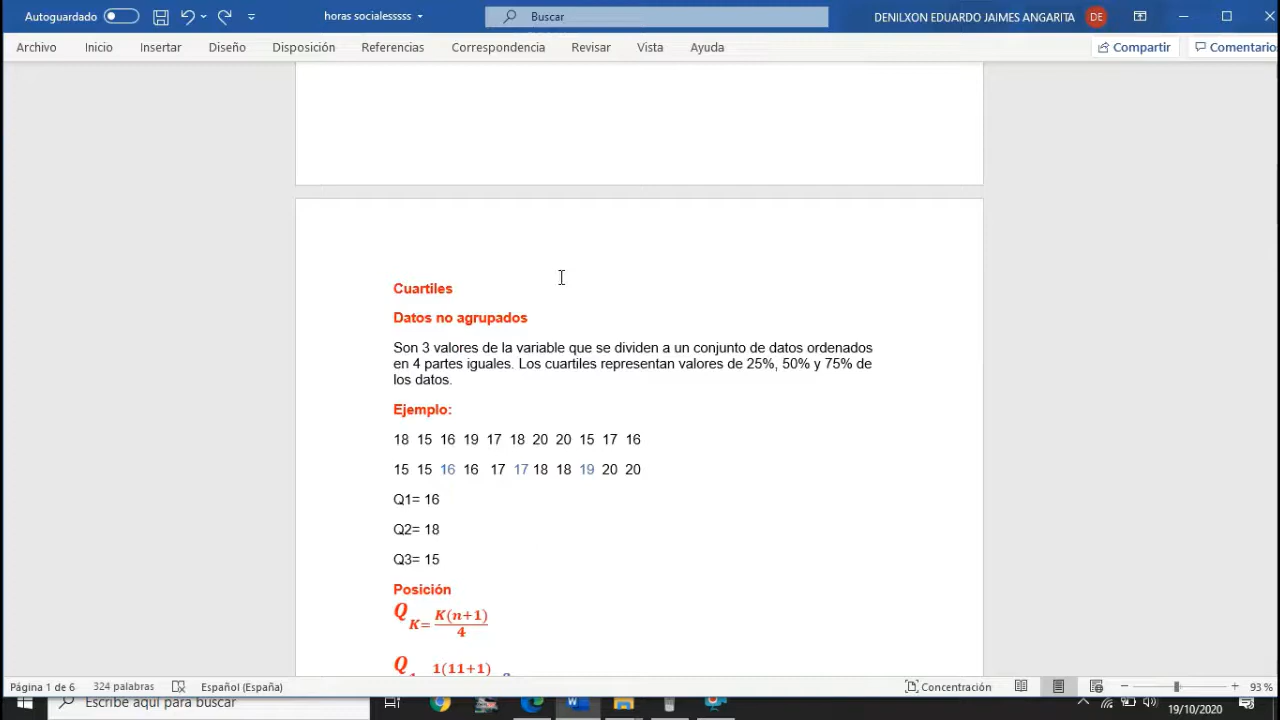 Autoguardado
horas socialesssss
Buscar
DENILXON EDUARDO JAIMES ANGARITA
DE
Archivo Inicio Insertar Diseño Disposición Referencias Correspondencia Revisar Vista Ayuda
Compartir
Comentario
Cuartiles
Datos no agrupados
Son 3 valores de la variable que se dividen a un conjunto de datos ordenados
en 4 partes iguales. Los cuartiles representan valores de 25%, 50% y 75% de
los datos.
Ejemplo:
18 15 16 19 17 18 20 20 15 17 16
15 15 16 16 17 17 18 18 19 20 20
Q1= 16
Q2= 18
Q3= 15
Posición
Q K= K(n+1)/4
Q 1(11+1)
Página 1 de 6
324 palabras
Español (España)
Concentración
93 %
Escribe aquí para buscar
19/10/2020